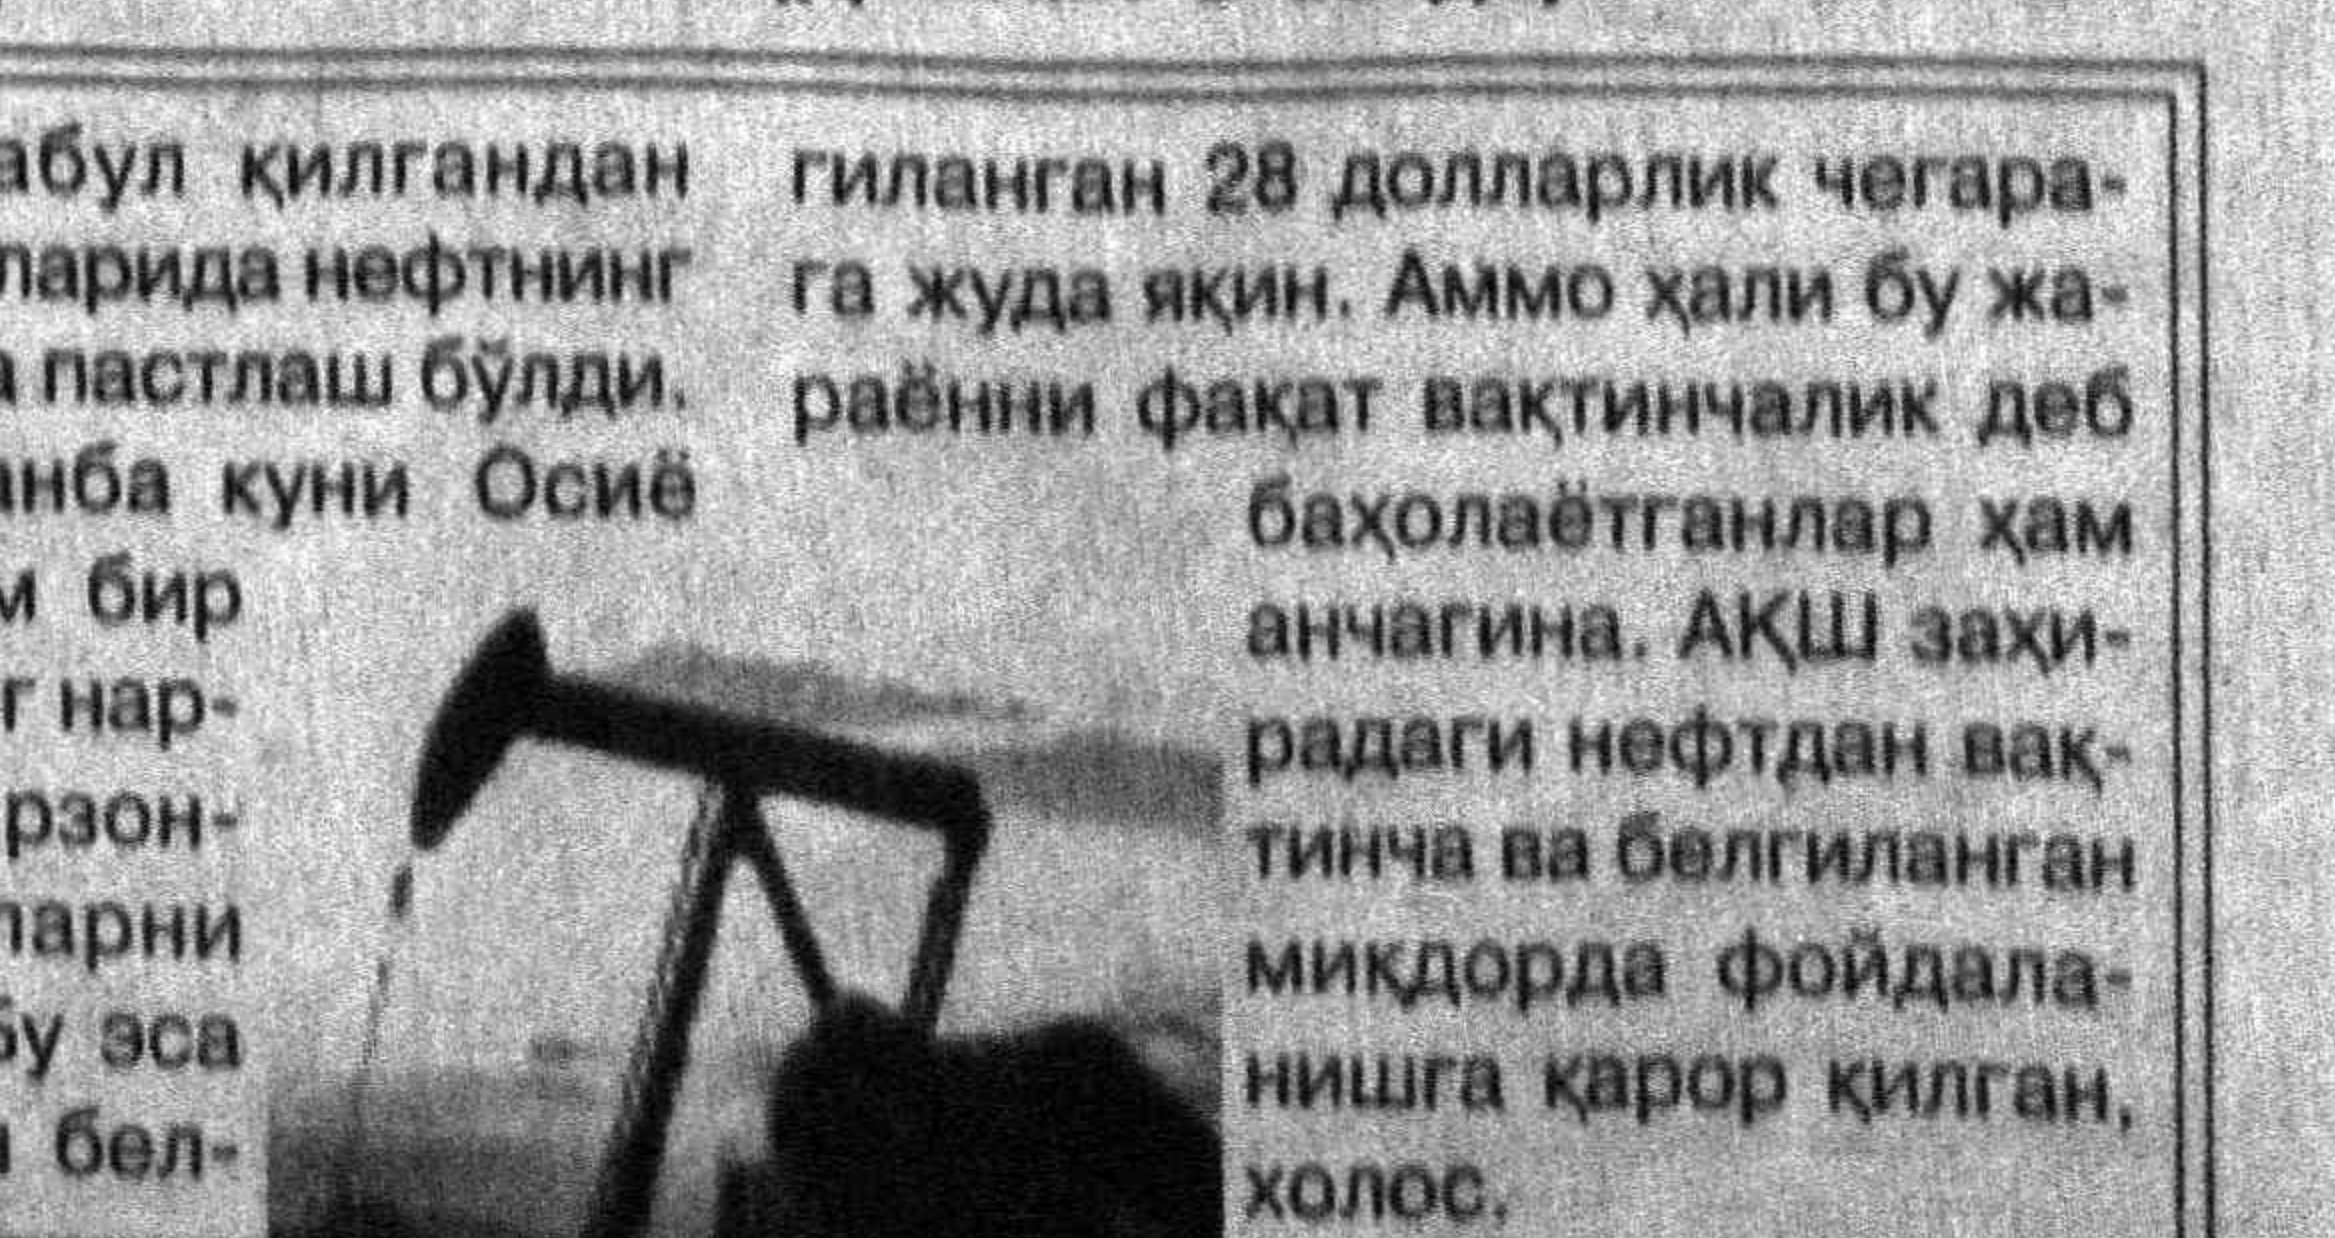 абул қилгандан
ларида нефтнинг
а пастлаш бўлди.
анба куни Осиё
м бир
г нар-
рзон-
ларни
бу эса
бел-
гиланган 28 долларлик чегара-
га жуда яқин. Аммо ҳали бу жа-
раённи фақат вақтинчалик деб
баҳолаётганлар ҳам
анчагина. АҚШ заҳи-
радаги нефтдан вақ-
тинча ва белгиланган
миқдорда фойдала-
нишга қарор қилган,
холос.